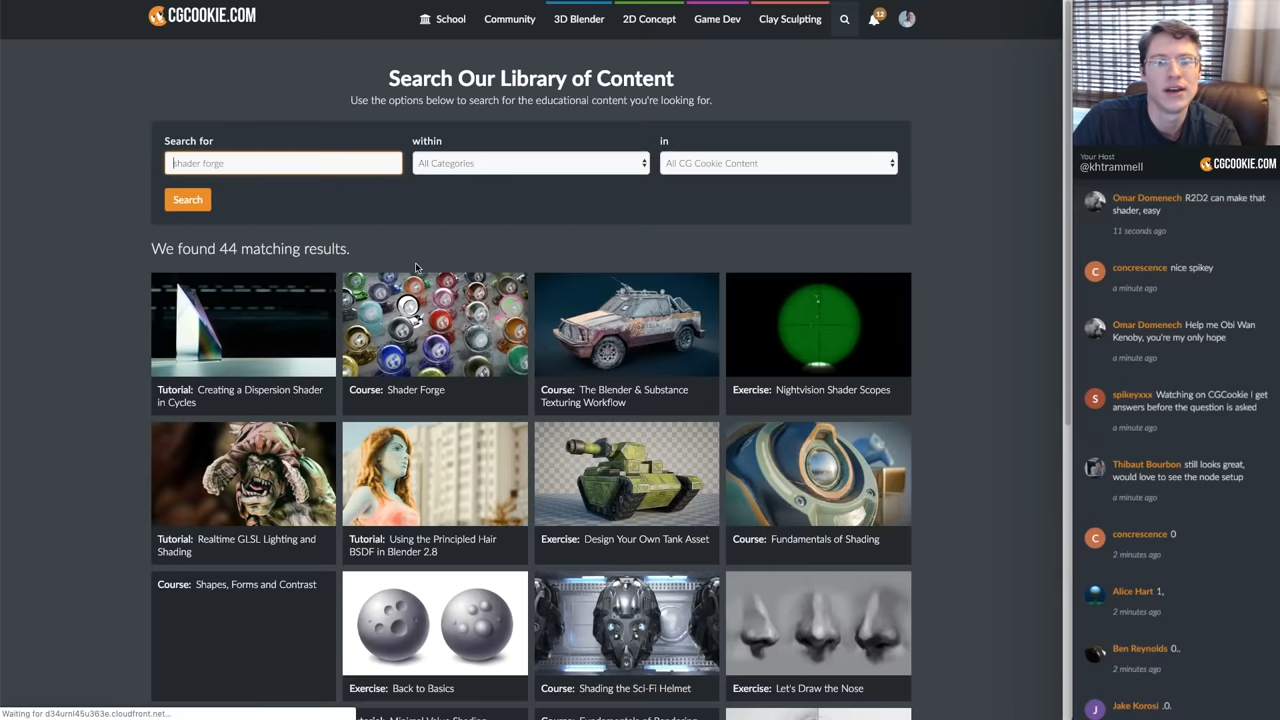 CGCOOKIE.COM
School
Community
3D Blender
2D Concept
Game Dev
Clay Sculpting
12
Search Our Library of Content
Use the options below to search for the educational content you're looking for.
Search for
within
in
shader forge
All Categories
All CG Cookie Content
Search
We found 44 matching results.
Tutorial: Creating a Dispersion Shader
in Cycles
Course: Shader Forge
Course: The Blender & Substance
Texturing Workflow
Exercise: Nightvision Shader Scopes
Tutorial: Realtime GLSL Lighting and
Shading
Tutorial: Using the Principled Hair
BSDF in Blender 2.8
Exercise: Design Your Own Tank Asset
Course: Fundamentals of Shading
Course: Shapes, Forms and Contrast
Exercise: Back to Basics
Course: Shading the Sci-Fi Helmet
Exercise: Let's Draw the Nose
Waiting for d34urnl45u363e.cloudfront.net...
Your Host
@khtrammell
CGCOOKIE.COM
Omar Domenech R2D2 can make that
shader, easy
11 seconds ago
C
concrescence nice spikey
a minute ago
Omar Domenech Help me Obi Wan
Kenoby, you're my only hope
a minute ago
S
spikeyxxx Watching on CGCookie I get
answers before the question is asked
a minute ago
Thibaut Bourbon still looks great,
would love to see the node setup
a minute ago
C
concrescence 0
2 minutes ago
Alice Hart 1,
2 minutes ago
Ben Reynolds 0..
2 minutes ago
J
Jake Korosi .0.